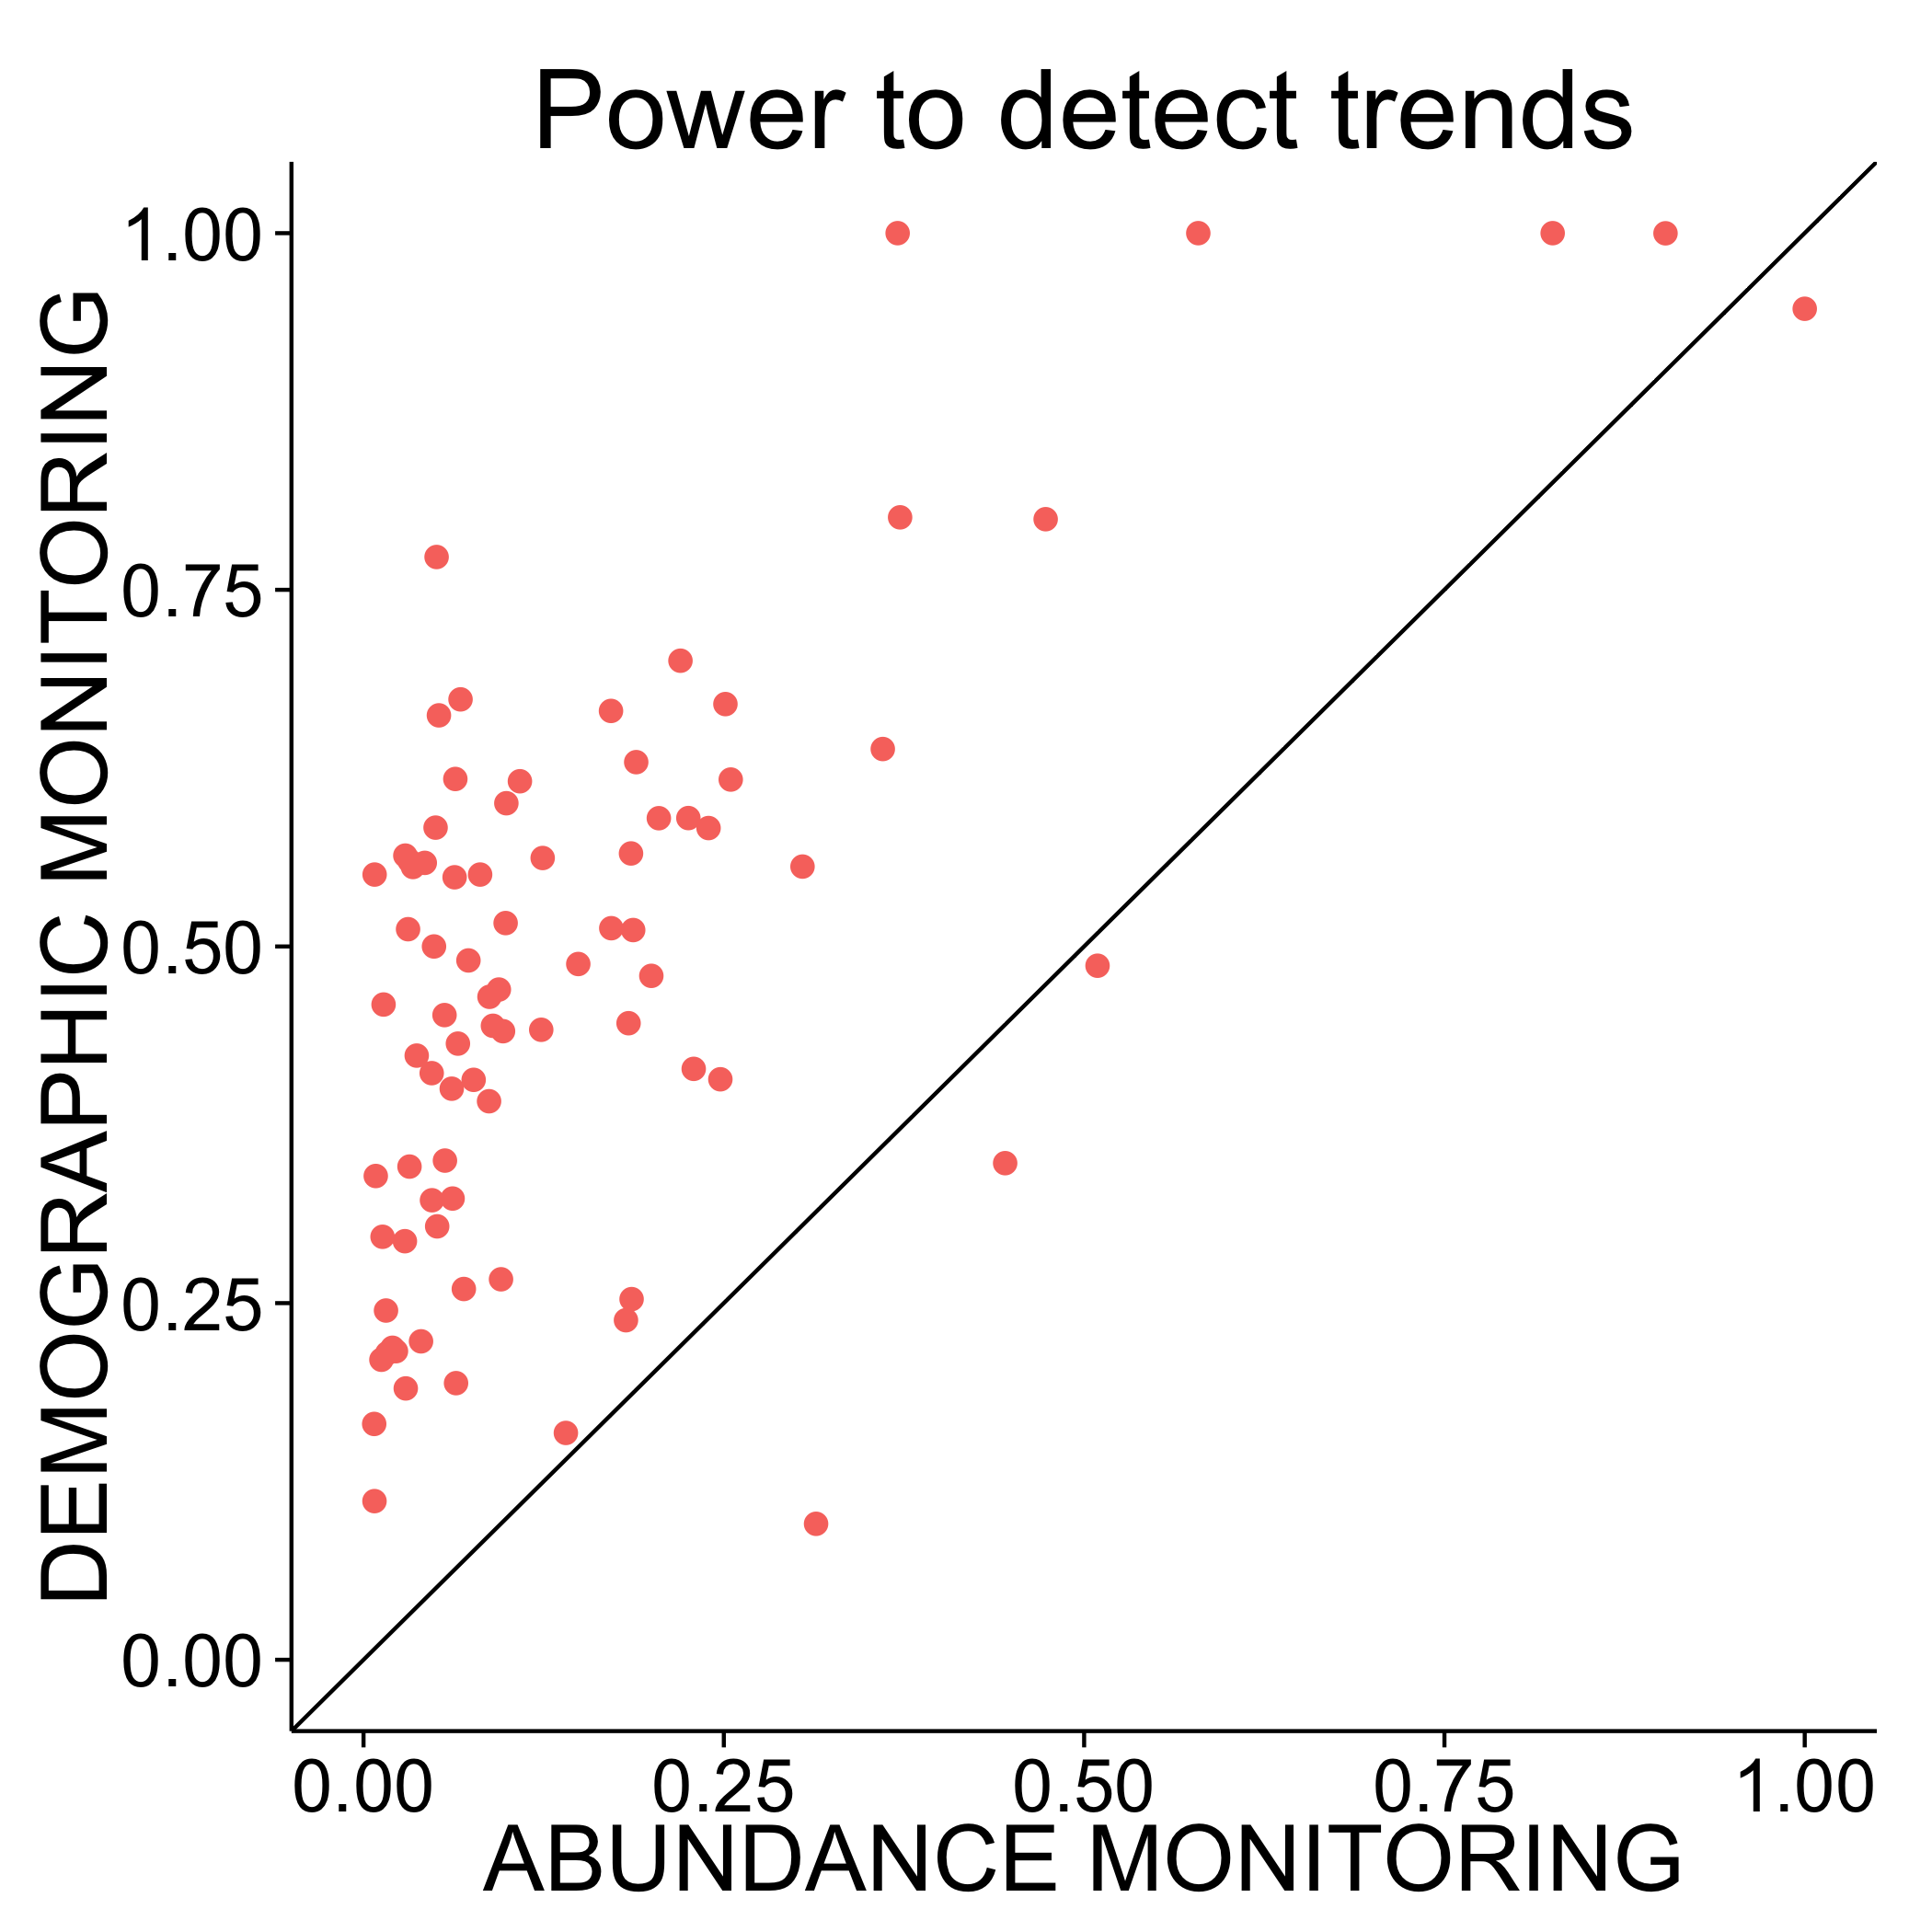 Power to detect trends
DEMOGRAPHIC MONITORING
1.00
0.75
0.50
0.25
0.00
0.00 0.25 0.50 0.75 1.00
ABUNDANCE MONITORING